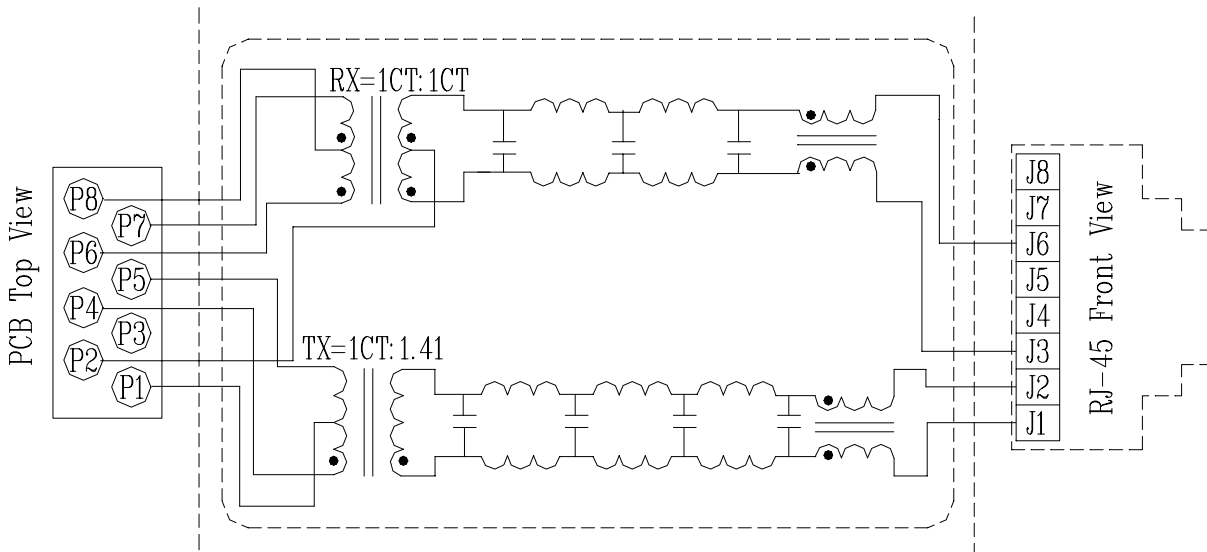 PCB Top View
P8
P7
P6
P5
P4
P3
P2
P1
RX=1CT:1CT
TX=1CT:1.41
J8
J7
J6
J5
J4
J3
J2
J1
RJ-45 Front View